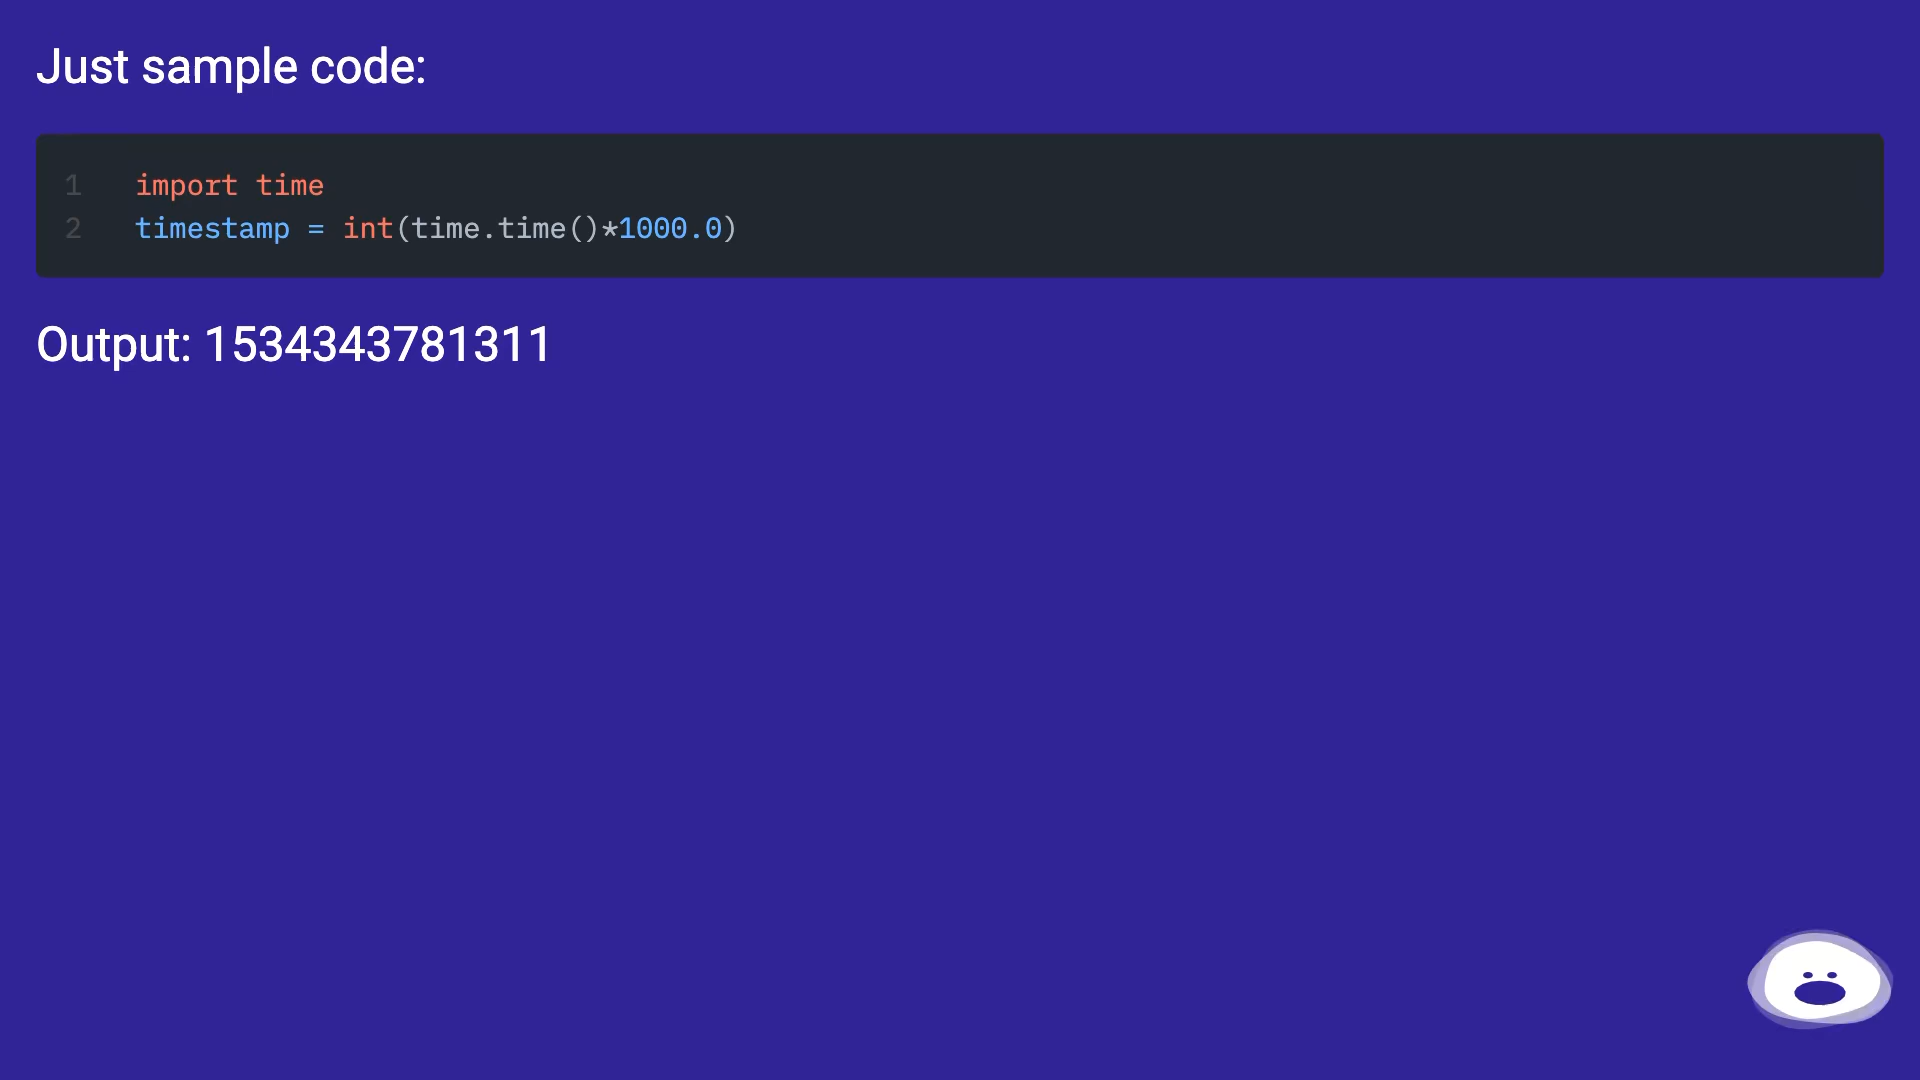 Just sample code:
1 import time
2 timestamp = int(time.time()*1000.0)
Output: 1534343781311